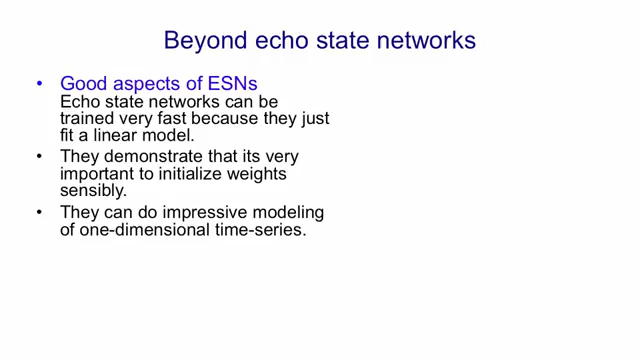 Beyond echo state networks
• Good aspects of ESNs
Echo state networks can be
trained very fast because they just
fit a linear model.
• They demonstrate that its very
important to initialize weights
sensibly.
• They can do impressive modeling
of one-dimensional time-series.